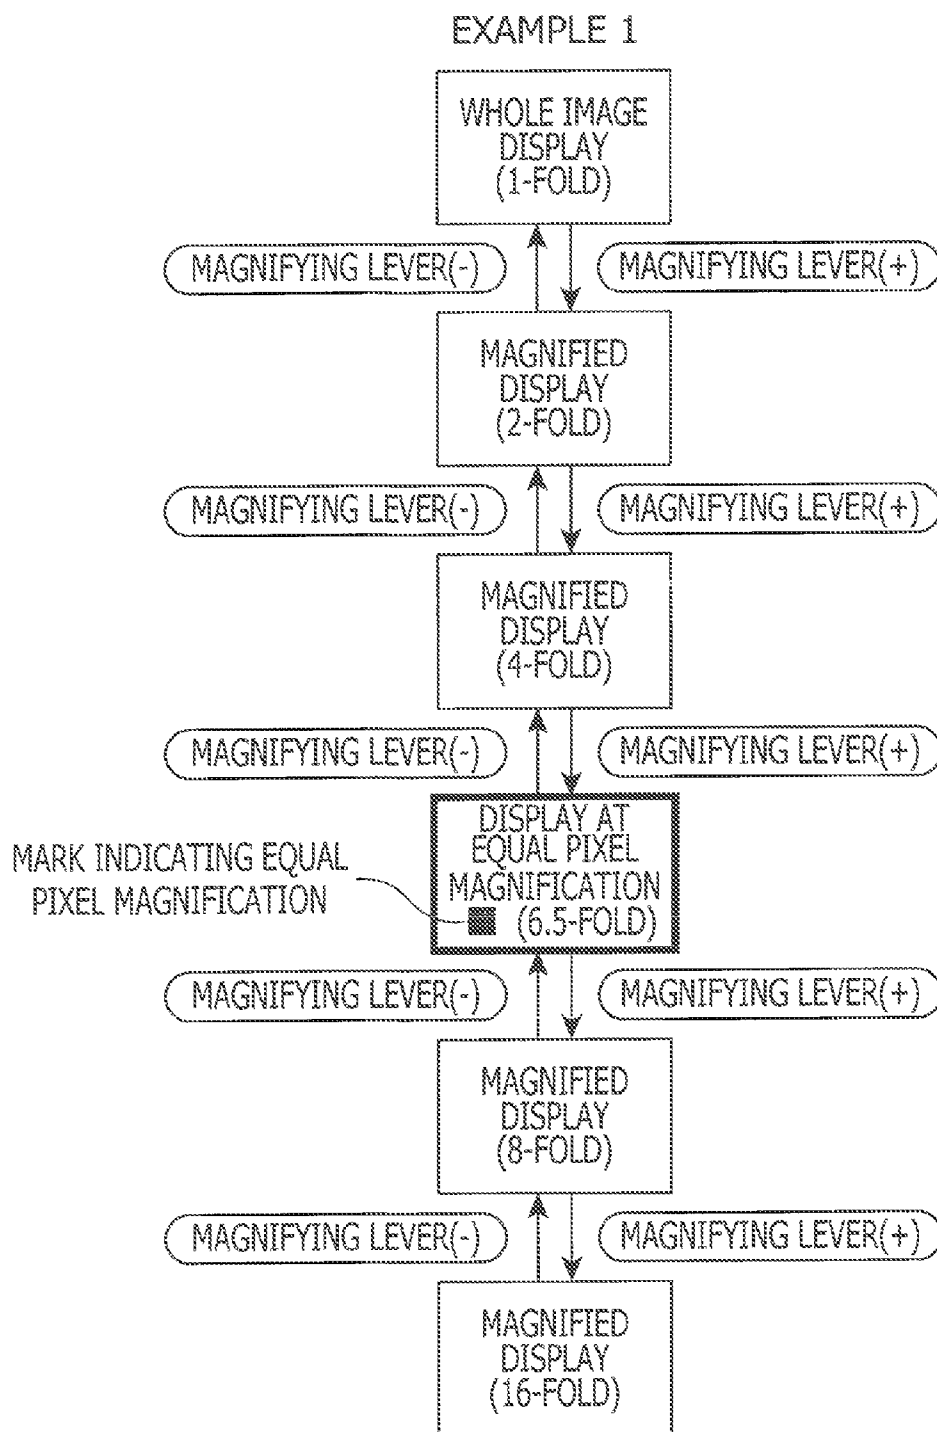 EXAMPLE 1
WHOLE IMAGE
DISPLAY
(1-FOLD)
MAGNIFYING LEVER(-)
MAGNIFYING LEVER(+)
MAGNIFIED
DISPLAY
(2-FOLD)
MAGNIFYING LEVER(-)
MAGNIFYING LEVER(+)
MAGNIFIED
DISPLAY
(4-FOLD)
MAGNIFYING LEVER(-)
MAGNIFYING LEVER(+)
MARK INDICATING EQUAL
PIXEL MAGNIFICATION
DISPLAY AT
EQUAL PIXEL
MAGNIFICATION
(6.5-FOLD)
MAGNIFYING LEVER(-)
MAGNIFYING LEVER(+)
MAGNIFIED
DISPLAY
(8-FOLD)
MAGNIFYING LEVER(-)
MAGNIFYING LEVER(+)
MAGNIFIED
DISPLAY
(16-FOLD)